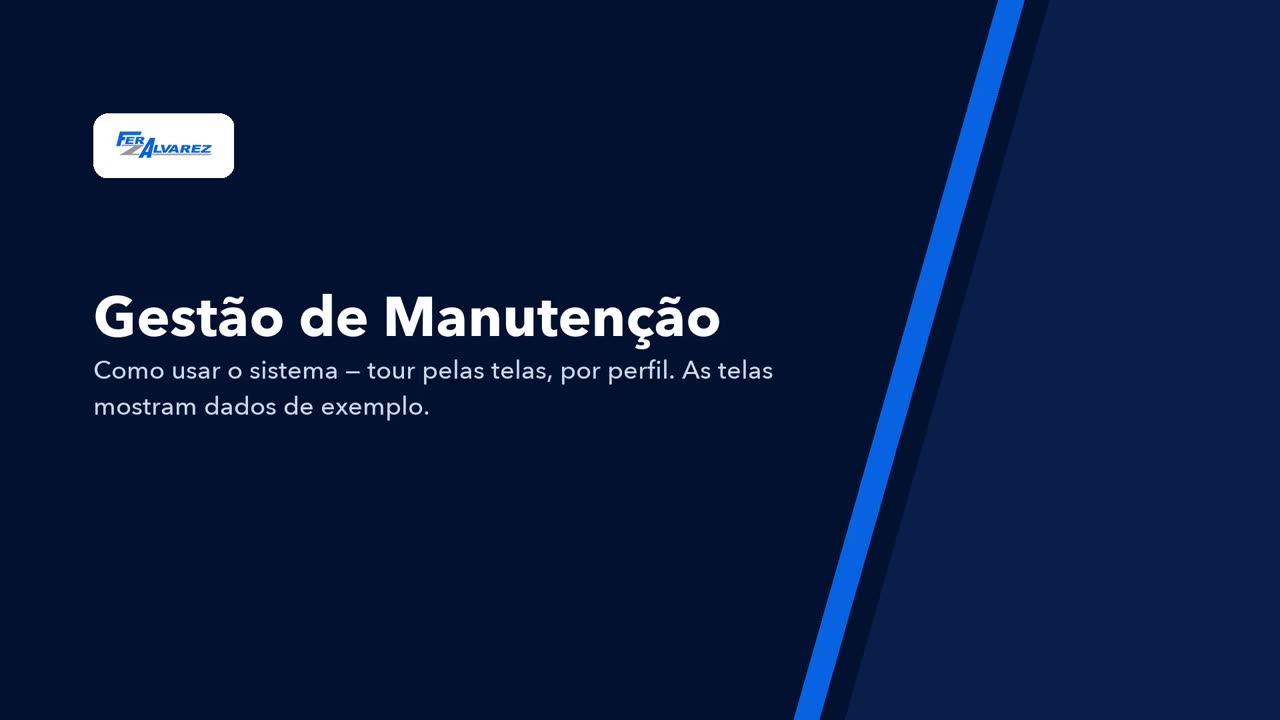 FER ALVAREZ
Gestão de Manutenção
Como usar o sistema — tour pelas telas, por perfil. As telas
mostram dados de exemplo.